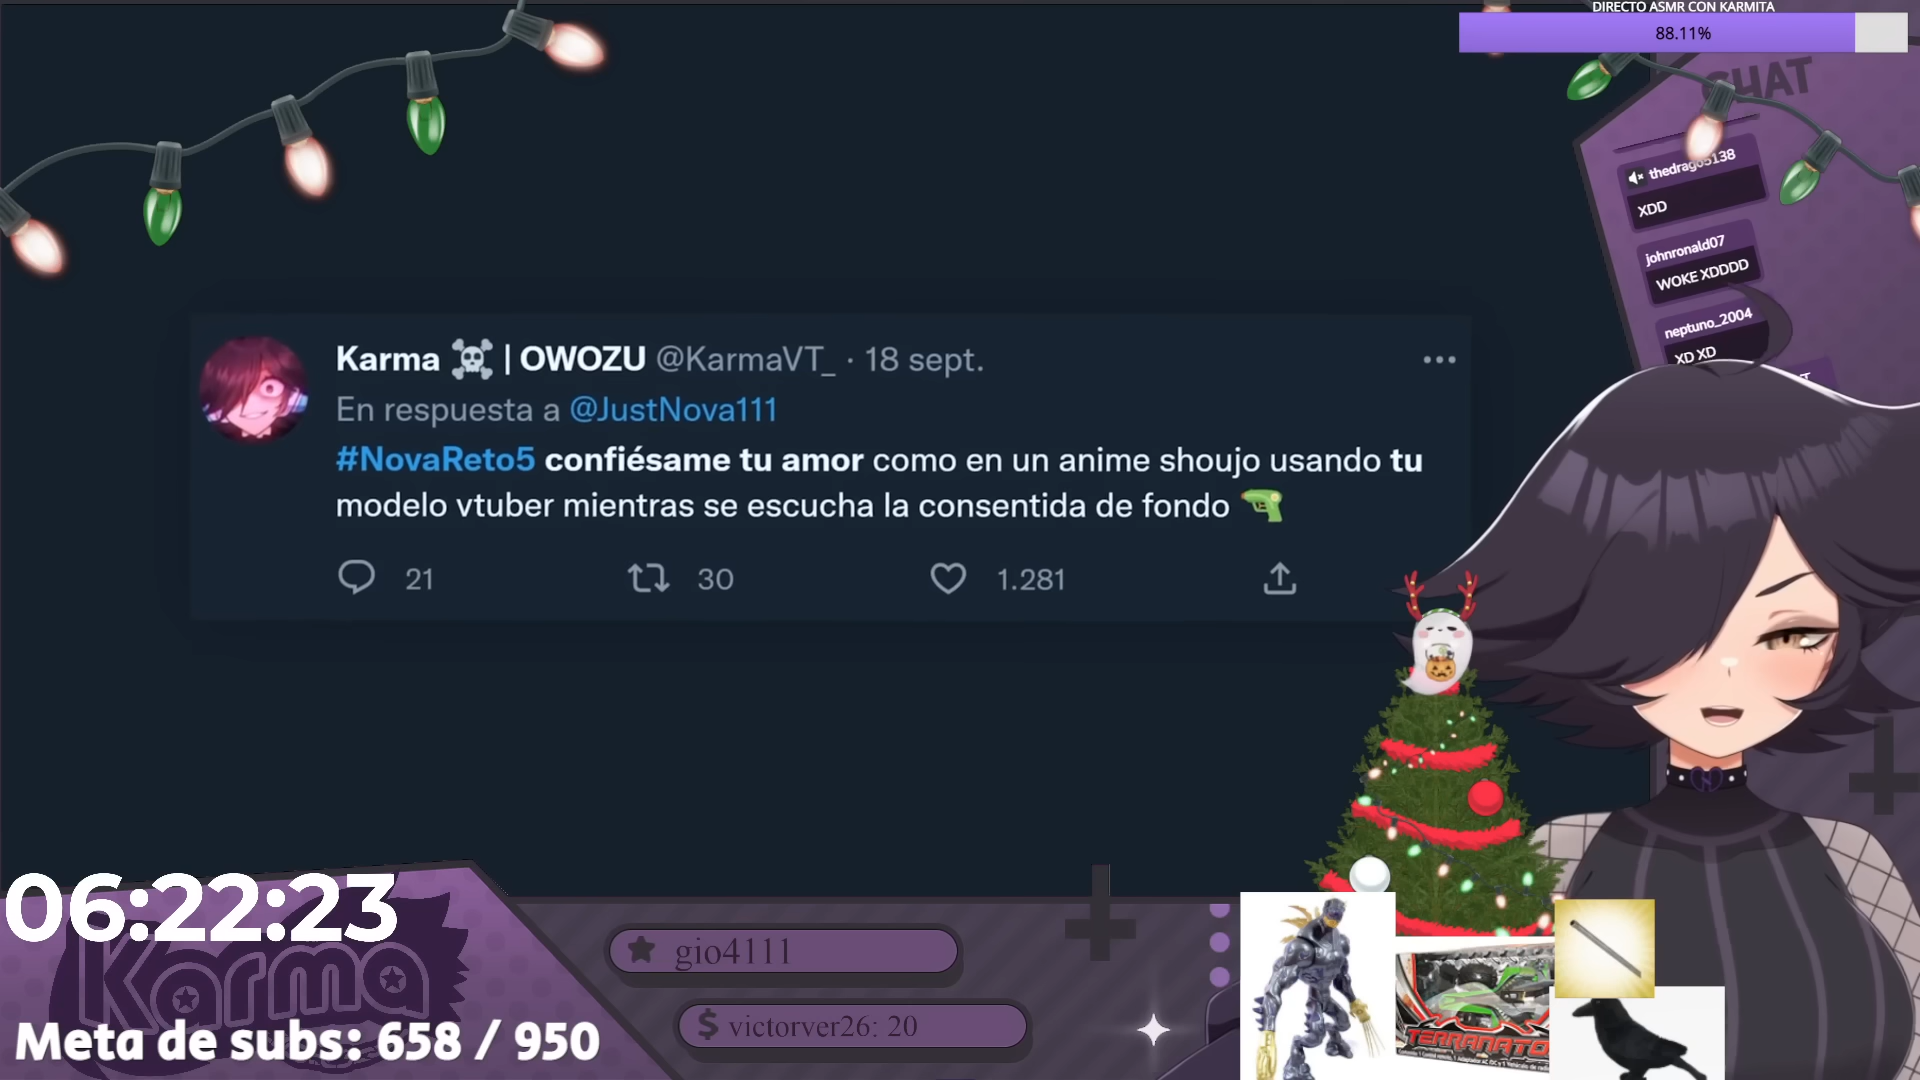 DIRECTO ASMR CON KARMITA
88.11%
CHAT
thedrago5138
XDD
johnronald07
WOKE XDDDD
neptuno_2004
XD XD
Karma ☠️ | OWOZU @KarmaVT_ · 18 sept.
En respuesta a @JustNova111
#NovaReto5 confiésame tu amor como en un anime shoujo usando tu
modelo vtuber mientras se escucha la consentida de fondo 🔫
21 30 1.281
06:22:23
Karma
Meta de subs: 658 / 950
gio4111
$ victorver26: 20